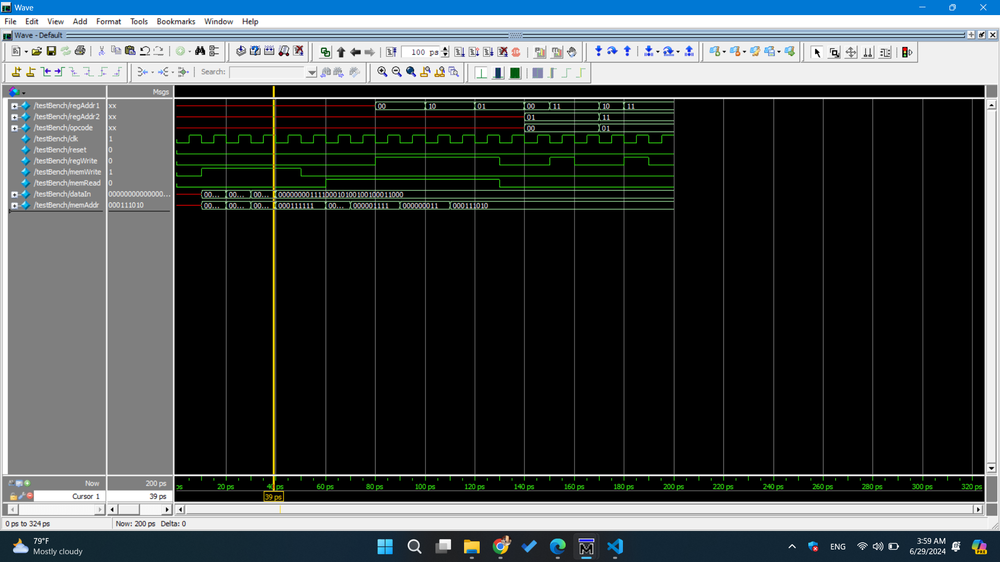 Wave
File Edit View Add Format Tools Bookmarks Window Help
Wave - Default
100 ps
Search:
Msgs
/testBench/regAddr1 xx 00 10 01 00 11 10 11
/testBench/regAddr2 xx 01 11
/testBench/opcode xx 00 01
/testBench/clk 1
/testBench/reset 0
/testBench/regWrite 0
/testBench/memWrite 1
/testBench/memRead 0
/testBench/dataIn 00000000000000... 00... 00... 00... 00000000111100010100100100011000
/testBench/memAddr 000111010 00... 00... 00... 000111111 00... 000001111 000000011 000111010
Now 200 ps ps 20 ps 40 ps 60 ps 80 ps 100 ps 120 ps 140 ps 160 ps 180 ps 200 ps 220 ps 240 ps 260 ps 280 ps 300 ps 320 ps
Cursor 1 39 ps 39 ps
0 ps to 324 ps Now: 200 ps Delta: 0
79°F
Mostly cloudy
ENG
3:59 AM
6/29/2024
PRE